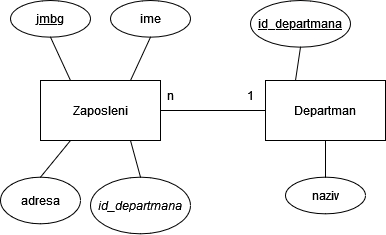 jmbg
ime
id_departmana
Zaposleni
n
1
Departman
adresa
id_departmana
naziv